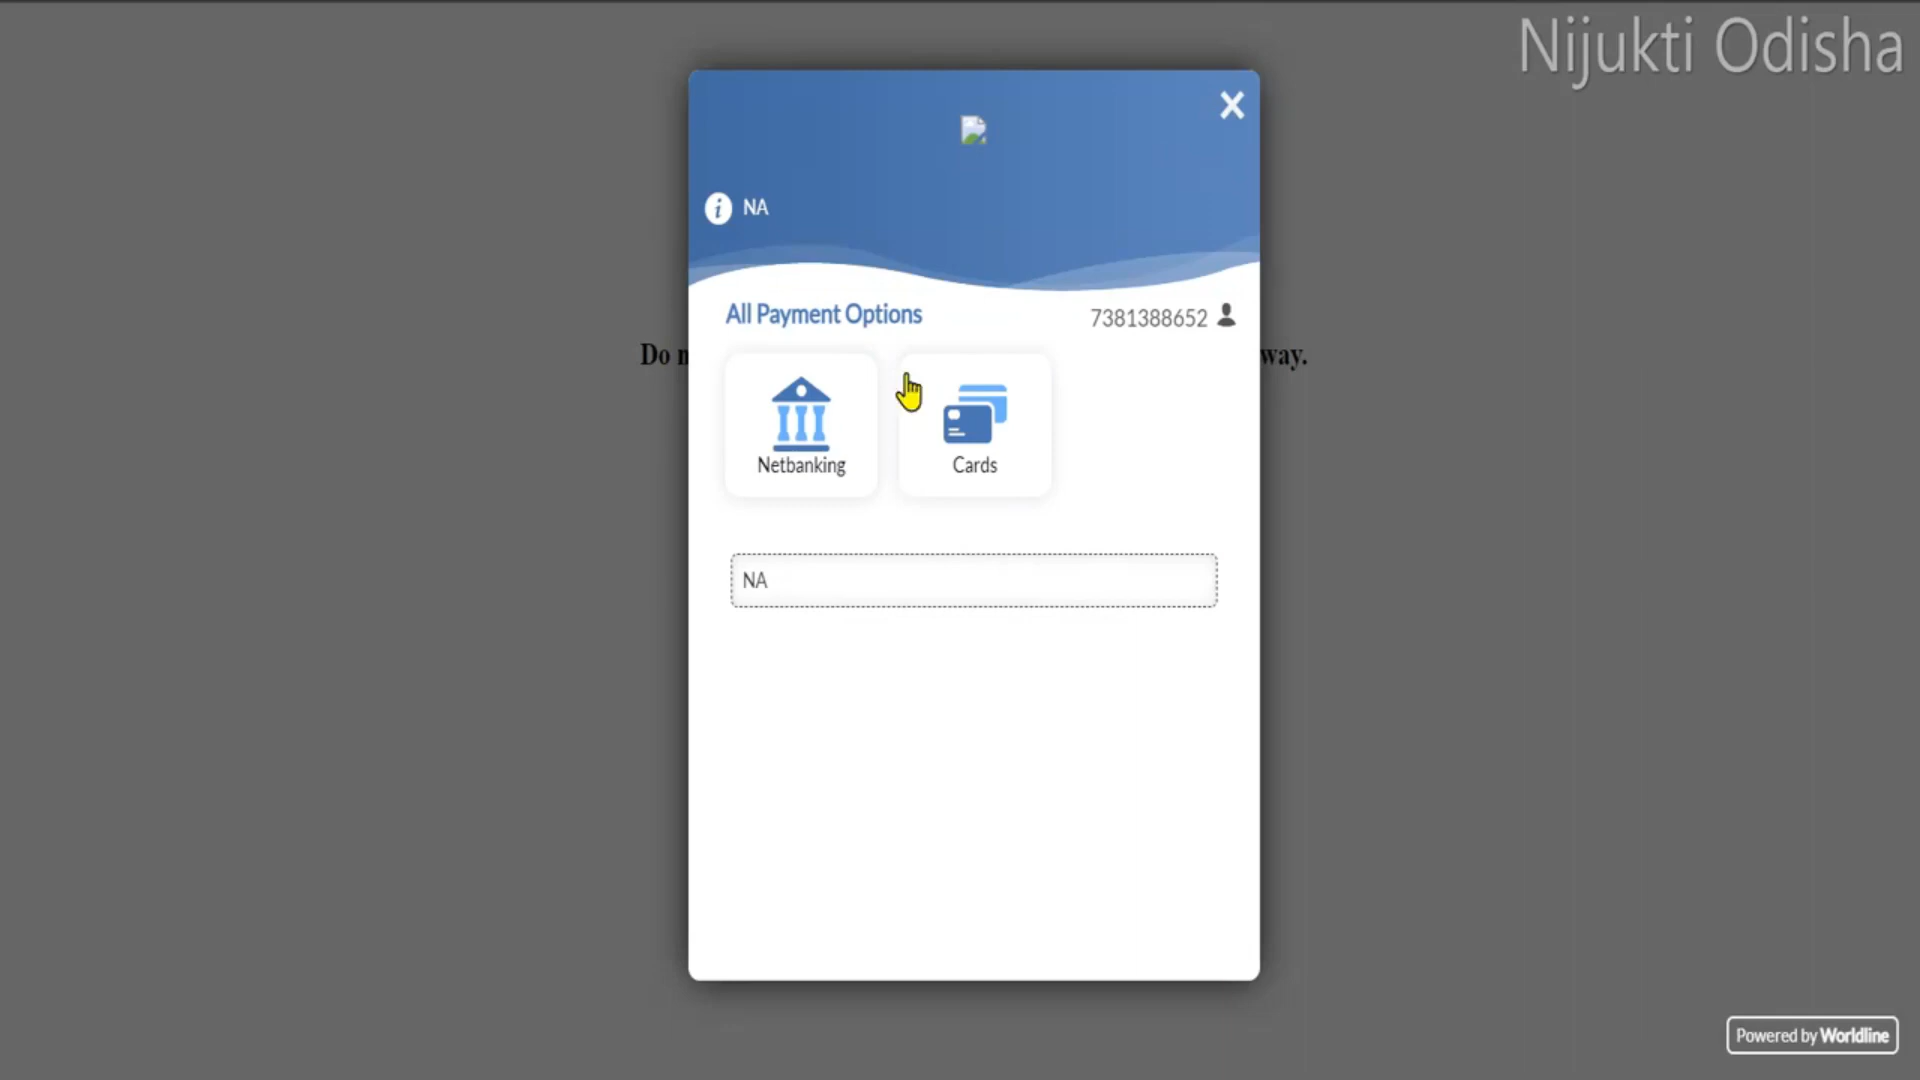 Nijukti Odisha
NA
All Payment Options
7381388652
Do
way.
Netbanking
Cards
NA
Powered by Worldline